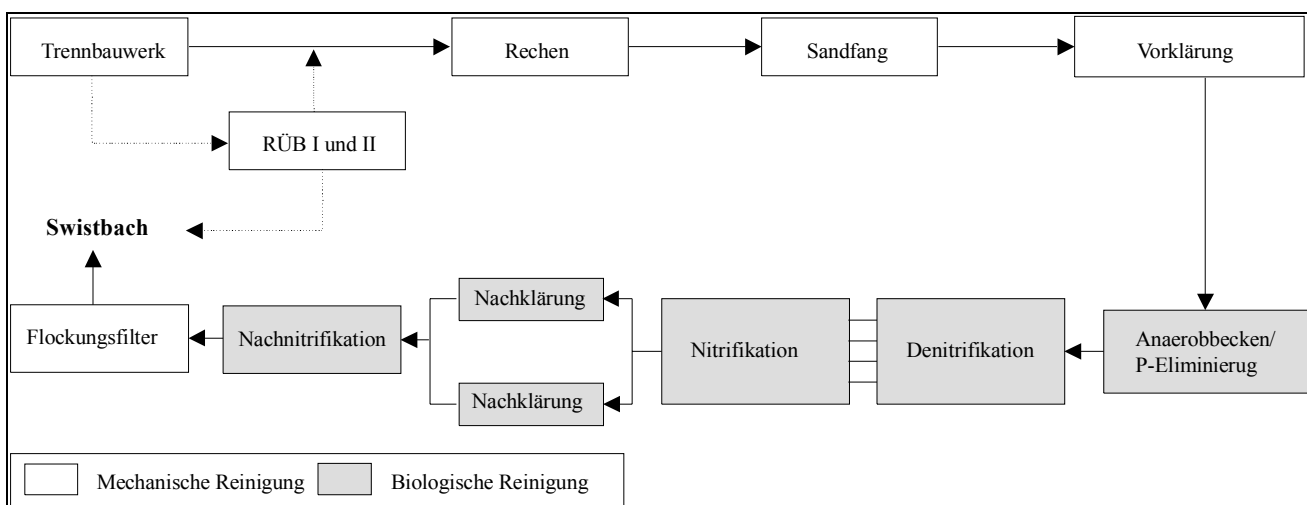 Trennbauwerk
Rechen
Sandfang
Vorklärung
RÜB I und II
Swistbach
Flockungsfilter
Nachnitrifikation
Nachklärung
Nachklärung
Nitrifikation
Denitrifikation
Anaerobbecken/
P-Eliminierug
Mechanische Reinigung
Biologische Reinigung